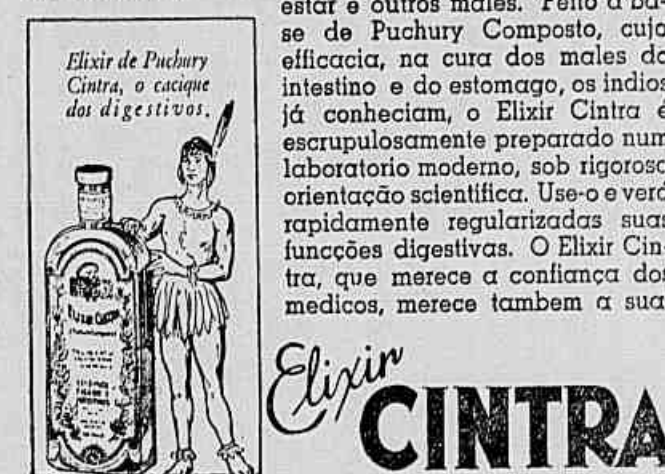 Elixir de Puchury
Cintra, o cacique
dos digestivos.
estar e outros males. Feito á ba-
se de Puchury Composto, cujo
efficacia, na cura dos males do
intestino e do estomago, os indios
já conheciam, o Elixir Cintra é
escrupulosamente preparado num
laboratorio moderno, sob rigorosa
orientação scientifica. Use-o e verá
rapidamente regularizadas suas
funcções digestivas. O Elixir Cin-
tra, que merece a confiança dos
medicos, merece tambem a sua
Elixir
CINTRA